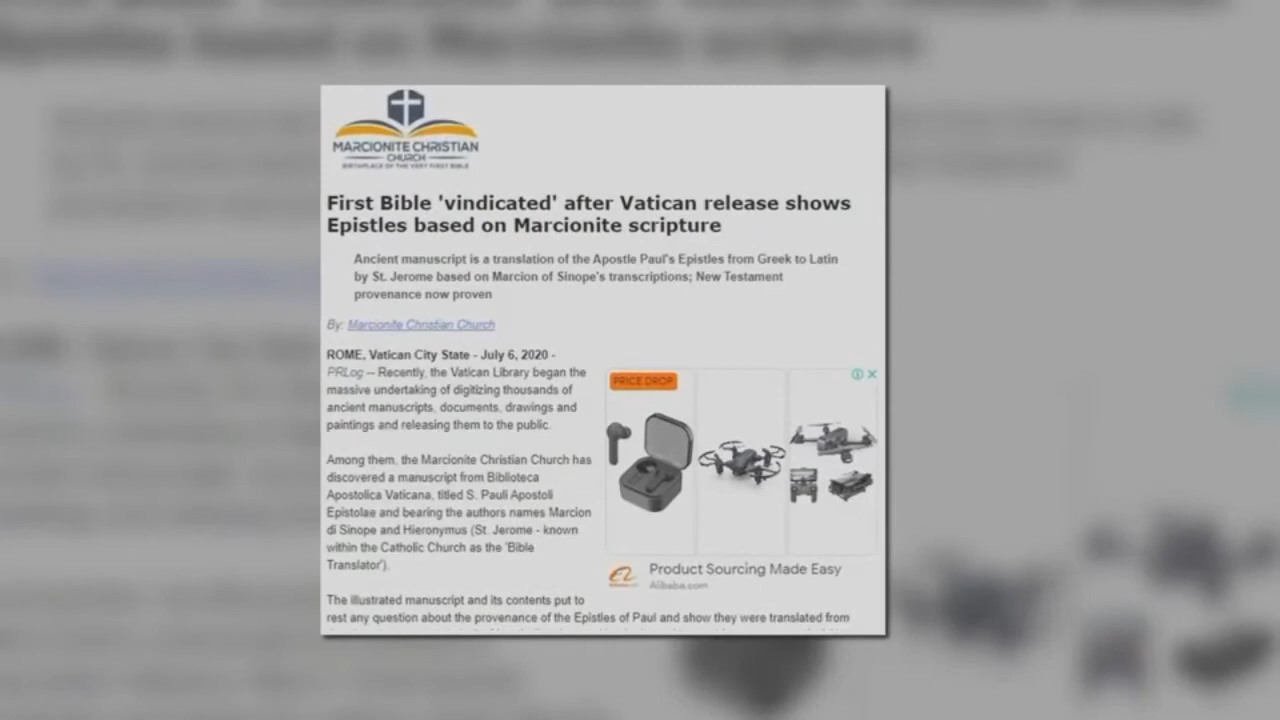 MARCIONITE CHRISTIAN
CHURCH
BIRTHPLACE OF THE VERY FIRST BIBLE
First Bible 'vindicated' after Vatican release shows
Epistles based on Marcionite scripture
Ancient manuscript is a translation of the Apostle Paul's Epistles from Greek to Latin
by St. Jerome based on Marcion of Sinope's transcriptions; New Testament
provenance now proven
By: Marcionite Christian Church
ROME, Vatican City State - July 6, 2020 -
PRLog -- Recently, the Vatican Library began the
massive undertaking of digitizing thousands of
ancient manuscripts, documents, drawings and
paintings and releasing them to the public.
Among them, the Marcionite Christian Church has
discovered a manuscript from Biblioteca
Apostolica Vaticana, titled S. Pauli Apostoli
Epistolae and bearing the authors names Marcion
di Sinope and Hieronymus (St. Jerome - known
within the Catholic Church as the 'Bible
Translator').
The illustrated manuscript and its contents put to
rest any question about the provenance of the Epistles of Paul and show they were translated from
PRICE DROP
Product Sourcing Made Easy
Alibaba.com